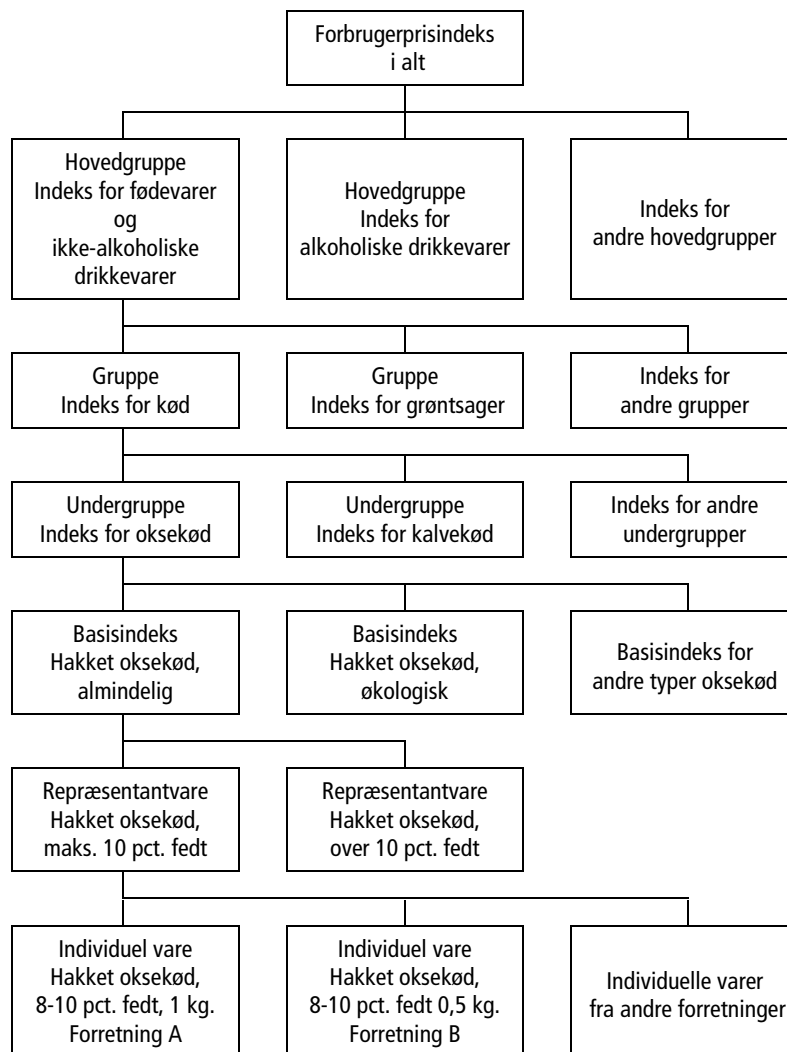 Forbrugerprisindeks
i alt
Hovedgruppe
Indeks for fødevarer
og
ikke-alkoholiske
drikkevarer
Hovedgruppe
Indeks for
alkoholiske drikkevarer
Indeks for
andre hovedgrupper
Gruppe
Indeks for kød
Gruppe
Indeks for grøntsager
Indeks for
andre grupper
Undergruppe
Indeks for oksekød
Undergruppe
Indeks for kalvekød
Indeks for andre
undergrupper
Basisindeks
Hakket oksekød,
almindelig
Basisindeks
Hakket oksekød,
økologisk
Basisindeks for
andre typer oksekød
Repræsentantvare
Hakket oksekød,
maks. 10 pct. fedt
Repræsentantvare
Hakket oksekød,
over 10 pct. fedt
Individuel vare
Hakket oksekød,
8-10 pct. fedt, 1 kg.
Forretning A
Individuel vare
Hakket oksekød,
8-10 pct. fedt 0,5 kg.
Forretning B
Individuelle varer
fra andre forretninger